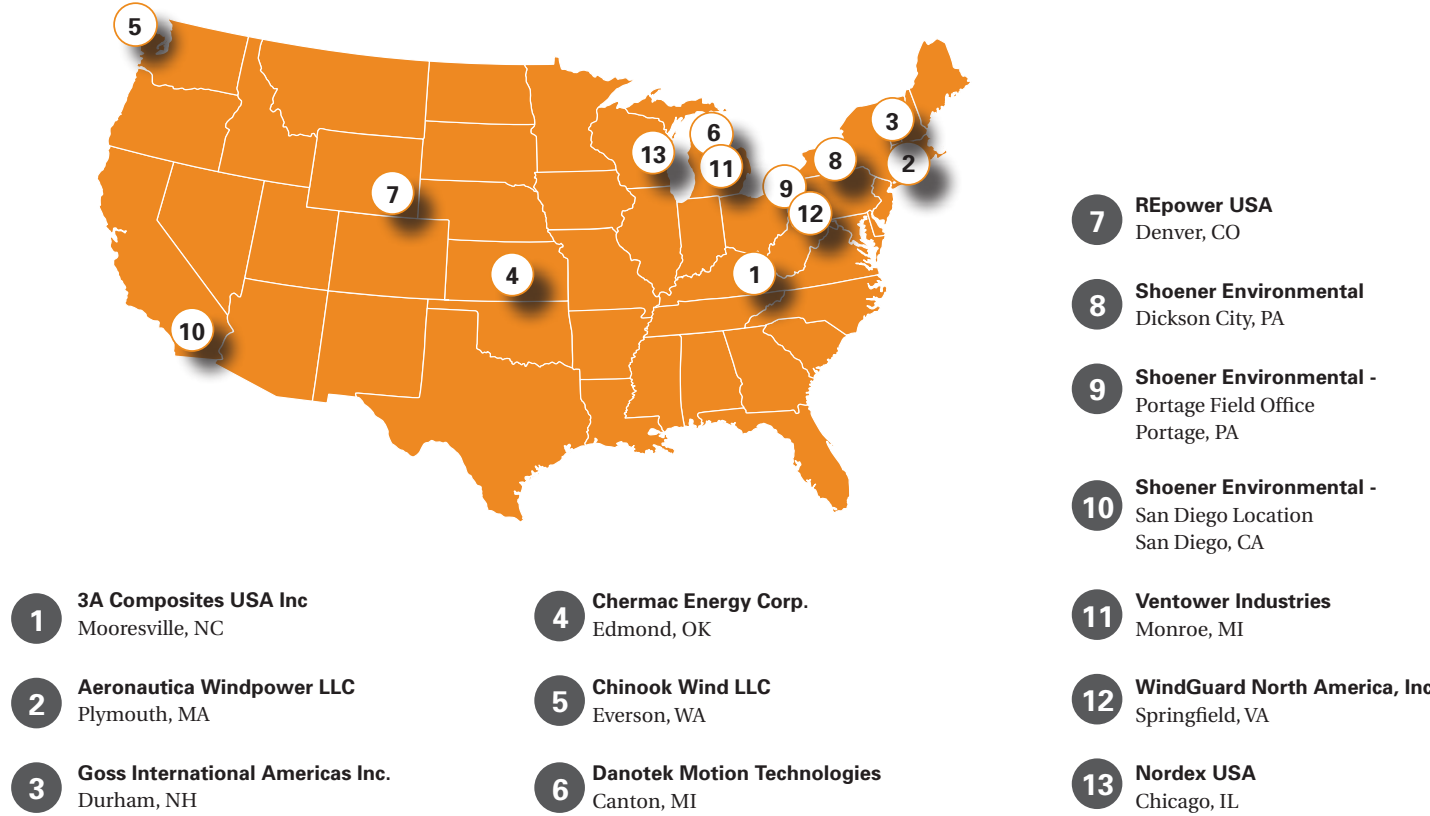 5
3
6
13
8
11
2
9
7
12
4
1
10
1
3A Composites USA Inc
Mooresville, NC
2
Aeronautica Windpower LLC
Plymouth, MA
3
Goss International Americas Inc.
Durham, NH
4
Chermac Energy Corp.
Edmond, OK
5
Chinook Wind LLC
Everson, WA
6
Danotek Motion Technologies
Canton, MI
7
REpower USA
Denver, CO
8
Shoener Environmental
Dickson City, PA
9
Shoener Environmental -
Portage Field Office
Portage, PA
10
Shoener Environmental -
San Diego Location
San Diego, CA
11
Ventower Industries
Monroe, MI
12
WindGuard North America, Inc
Springfield, VA
13
Nordex USA
Chicago, IL